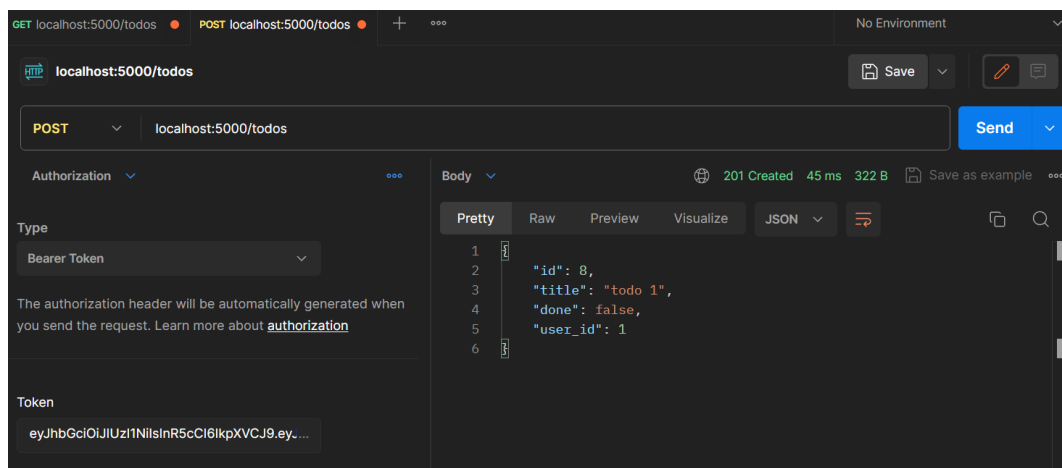 GET localhost:5000/todos POST localhost:5000/todos No Environment
HTTP localhost:5000/todos Save
POST localhost:5000/todos Send
Authorization Body 201 Created 45 ms 322 B Save as example
Pretty Raw Preview Visualize JSON
Type
Bearer Token
The authorization header will be automatically generated when
you send the request. Learn more about authorization
Token
eyJhbGciOiJIUzI1NiIsInR5cCI6IkpXVCJ9.eyJ...
1 {
2 "id": 8,
3 "title": "todo 1",
4 "done": false,
5 "user_id": 1
6 }